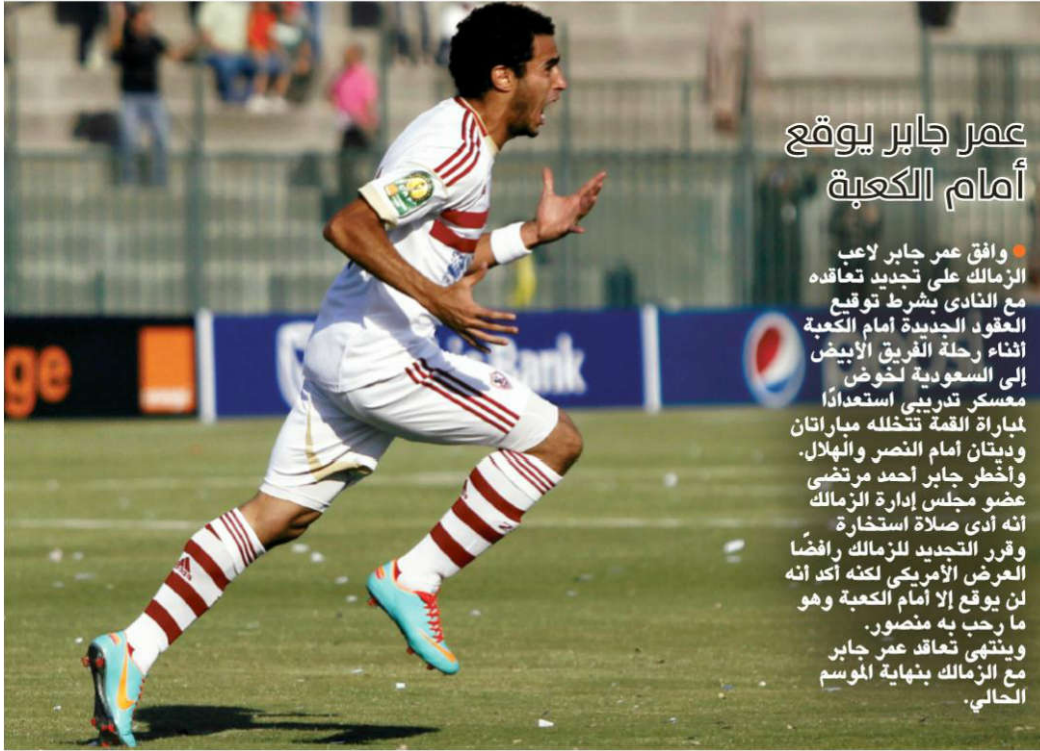 عمر جابر يوقع
أمام الكعبة
وافق عمر جابر لاعب
الزمالك على تجديد تعاقده
مع النادى بشرط توقيع
العقود الجديدة أمام الكعبة
أثناء رحلة الفريق الأبيض
إلى السعودية لخوض
معسكر تدريبى استعدادًا
لمباراة القمة تتخلله مباراتان
وديتان أمام النصر والهلال.
وأخطر جابر أحمد مرتضى
عضو مجلس إدارة الزمالك
أنه أدى صلاة استخارة
وقرر التجديد للزمالك رافضًا
العرض الأمريكى لكنه أكد أنه
لن يوقع إلا أمام الكعبة وهو
ما رحب به منصور.
وينتهى تعاقد عمر جابر
مع الزمالك بنهاية الموسم
الحالي.
ge
orange
Bank